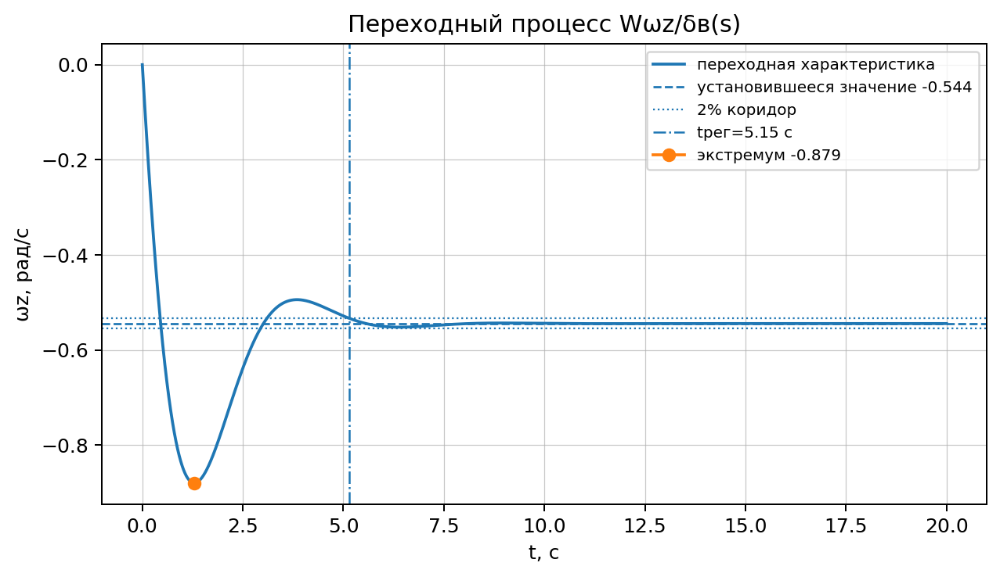 Переходный процесс Wωz/δв(s)
переходная характеристика
установившееся значение -0.544
2% коридор
tрег=5.15 с
экстремум -0.879
ωz, рад/с
0.0
−0.2
−0.4
−0.6
−0.8
0.0 2.5 5.0 7.5 10.0 12.5 15.0 17.5 20.0
t, с